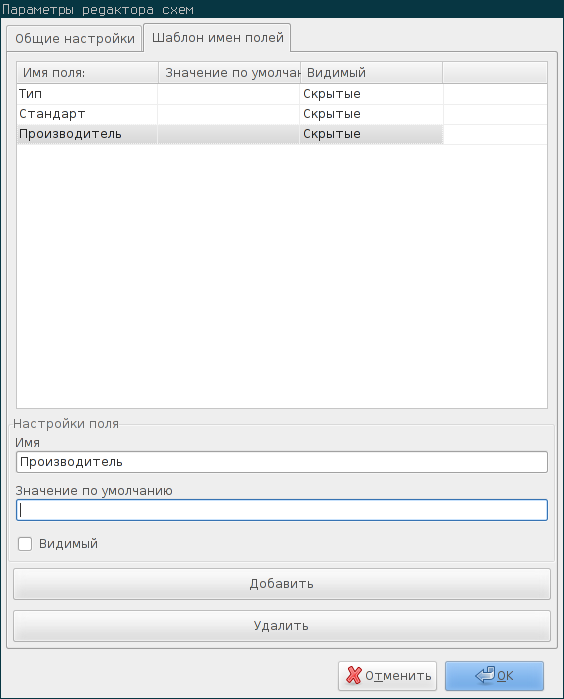 Параметры редактора схем
Общие настройки Шаблон имен полей
Имя поля: Значение по умолчан Видимый
Тип Скрытые
Стандарт Скрытые
Производитель Скрытые
Настройки поля
Имя
Производитель
Значение по умолчанию
Видимый
Добавить
Удалить
Отменить OK